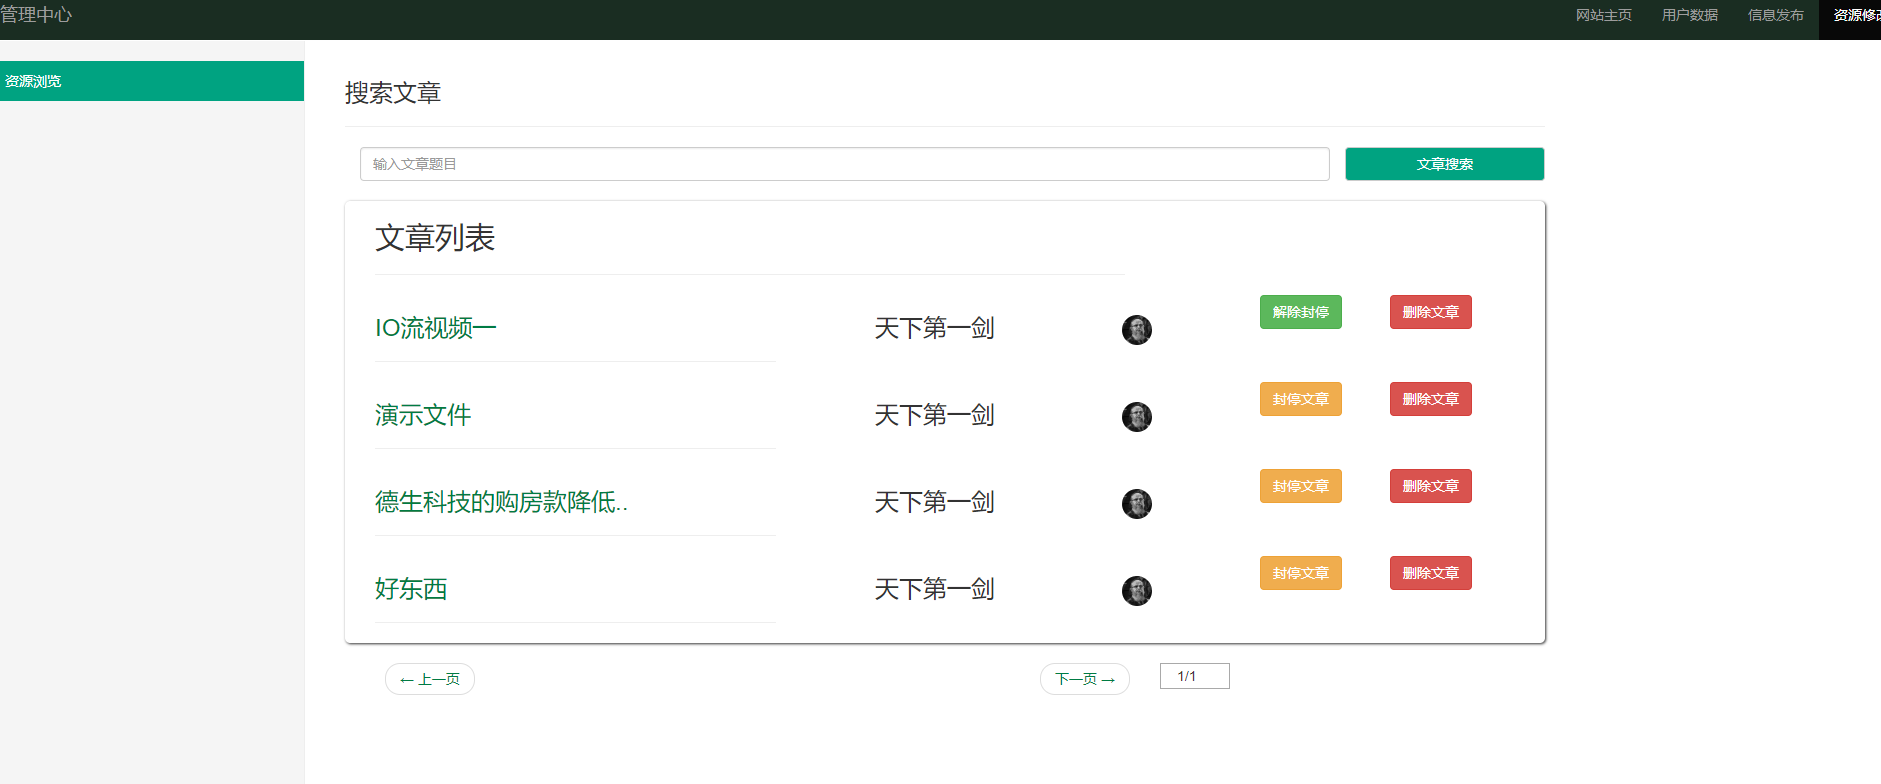 管理中心
网站主页 用户数据 信息发布 资源修改
资源浏览
搜索文章
输入文章题目
文章搜索
文章列表
IO流视频一 天下第一剑 解除封停 删除文章
演示文件 天下第一剑 封停文章 删除文章
德生科技的购房款降低.. 天下第一剑 封停文章 删除文章
好东西 天下第一剑 封停文章 删除文章
← 上一页 下一页 → 1/1